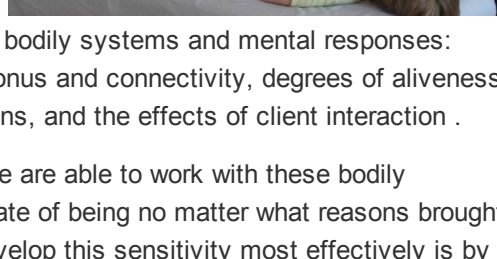 bodily systems and mental responses:
onus and connectivity, degrees of aliveness
ns, and the effects of client interaction .
e are able to work with these bodily
ate of being no matter what reasons brought
velop this sensitivity most effectively is by